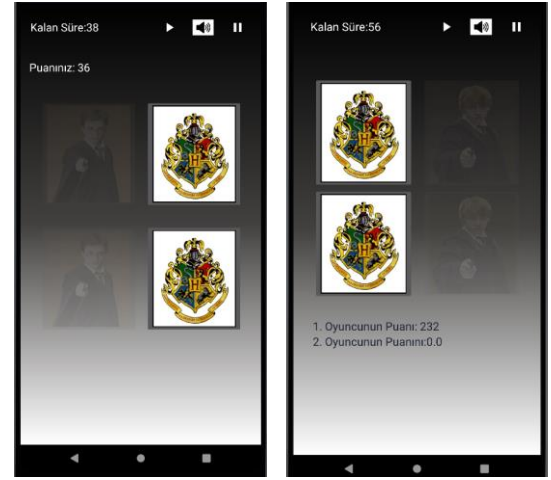 Kalan Süre:38
Puanınız: 36
Kalan Süre:56
1. Oyuncunun Puanı: 232
2. Oyuncunun Puanını:0.0